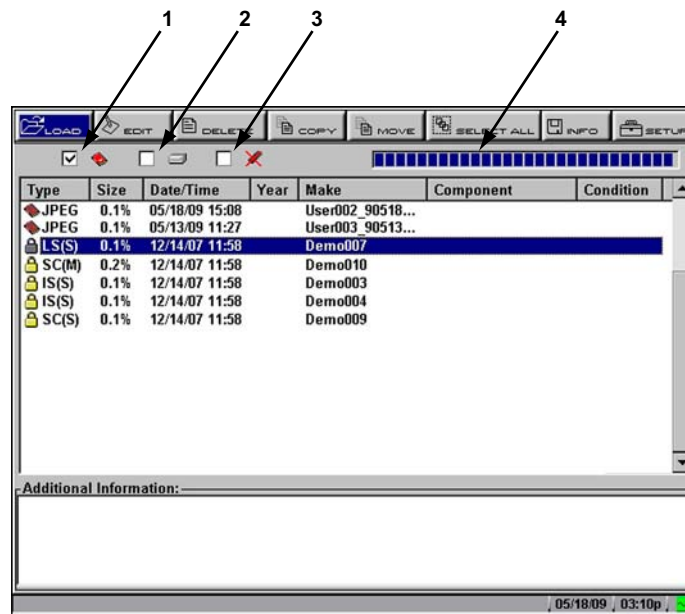 1 2 3 4
LOAD EDIT DELETE COPY MOVE SELECT ALL INFO SETUP
Type Size Date/Time Year Make Component Condition
JPEG 0.1% 05/18/09 15:08 User002_90518...
JPEG 0.1% 05/13/09 11:27 User003_90513...
LS(S) 0.1% 12/14/07 11:58 Demo007
SC(M) 0.2% 12/14/07 11:58 Demo010
IS(S) 0.1% 12/14/07 11:58 Demo003
IS(S) 0.1% 12/14/07 11:58 Demo004
SC(S) 0.1% 12/14/07 11:58 Demo009
Additional Information:
05/18/09 03:10p